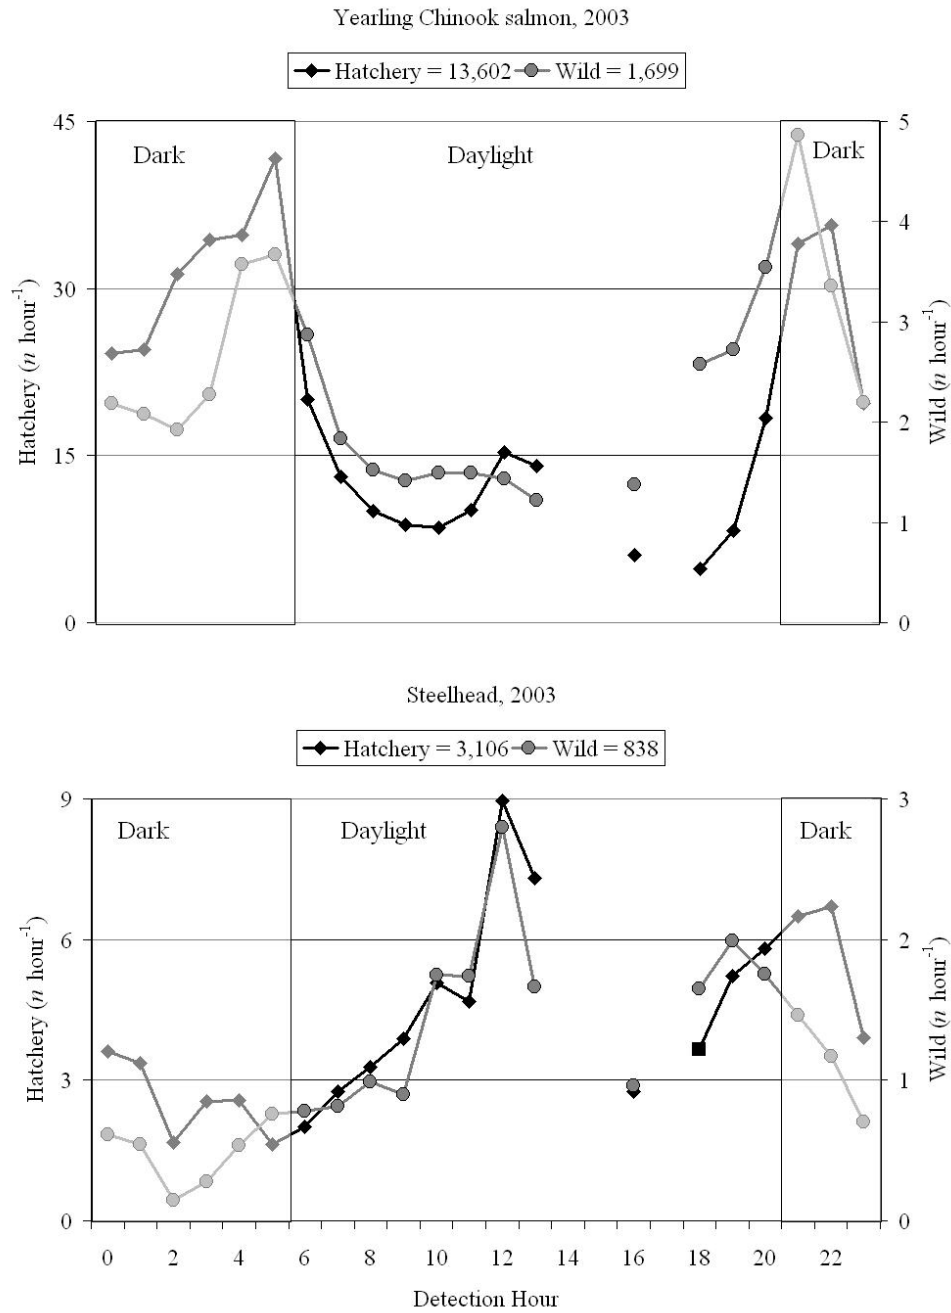 Yearling Chinook salmon, 2003
Hatchery = 13,602 Wild = 1,699
45 5
Dark Daylight Dark
4
30
3
Hatchery (n hour⁻¹) Wild (n hour⁻¹)
2
15
1
0 0
Steelhead, 2003
Hatchery = 3,106 Wild = 838
9 3
Dark Daylight Dark
6 2
Hatchery (n hour⁻¹) Wild (n hour⁻¹)
3 1
0 0
0 2 4 6 8 10 12 14 16 18 20 22
Detection Hour